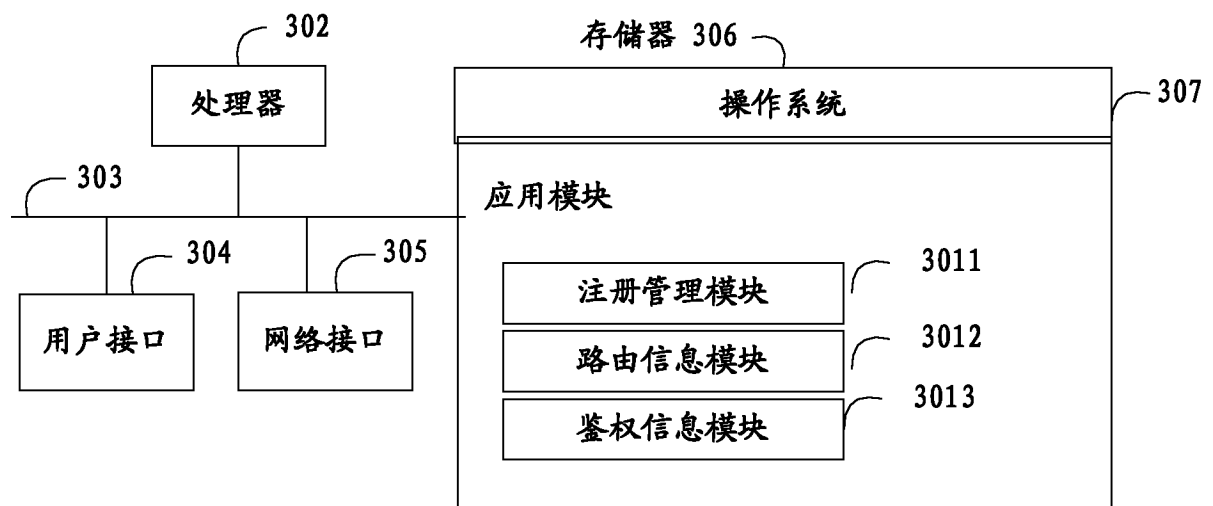 302
存储器 306
处理器
操作系统
307
303
应用模块
304
305
用户接口
网络接口
3011
注册管理模块
3012
路由信息模块
3013
鉴权信息模块